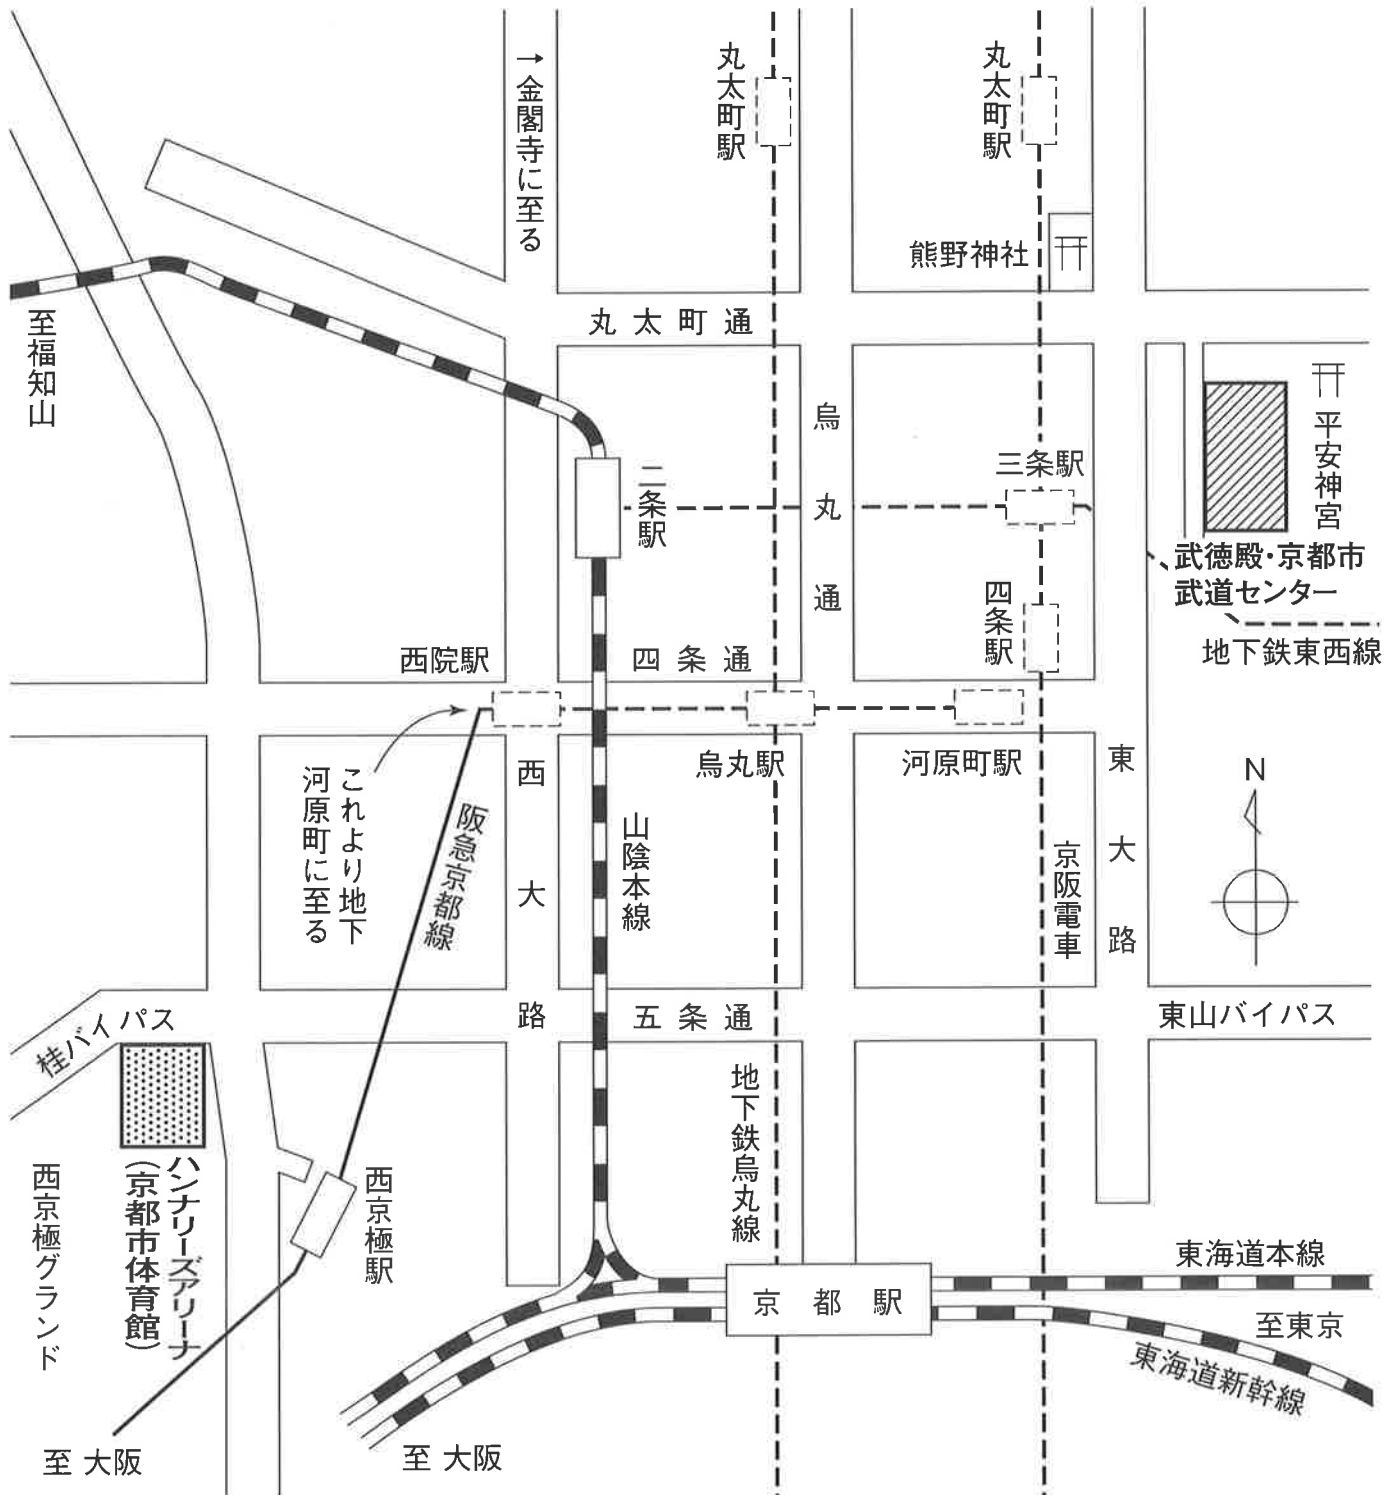 →金閣寺に至る
丸太町駅
丸太町駅
熊野神社
丸太町通
至福知山
平安神宮
烏丸通
三条駅
二条駅
武徳殿・京都市
武道センター
四条駅
地下鉄東西線
西院駅
四条通
烏丸駅
河原町駅
これより地下
河原町に至る
阪急京都線
西大路
山陰本線
京阪電車
東大路
N
桂バイパス
五条通
東山バイパス
地下鉄烏丸線
西京極グランド
ハンナリーズアリーナ
(京都市体育館)
西京極駅
東海道本線
京都駅
至東京
東海道新幹線
至 大阪
至 大阪